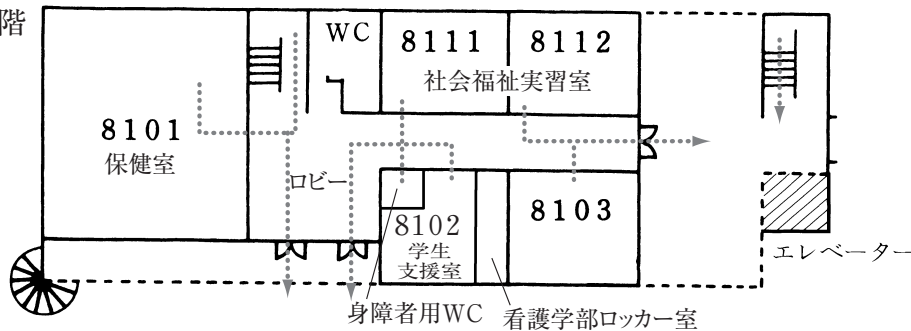 階
WC
8111
8112
社会福祉実習室
8101
保健室
ロビー
8102
学生
支援室
8103
エレベーター
身障者用WC
看護学部ロッカー室